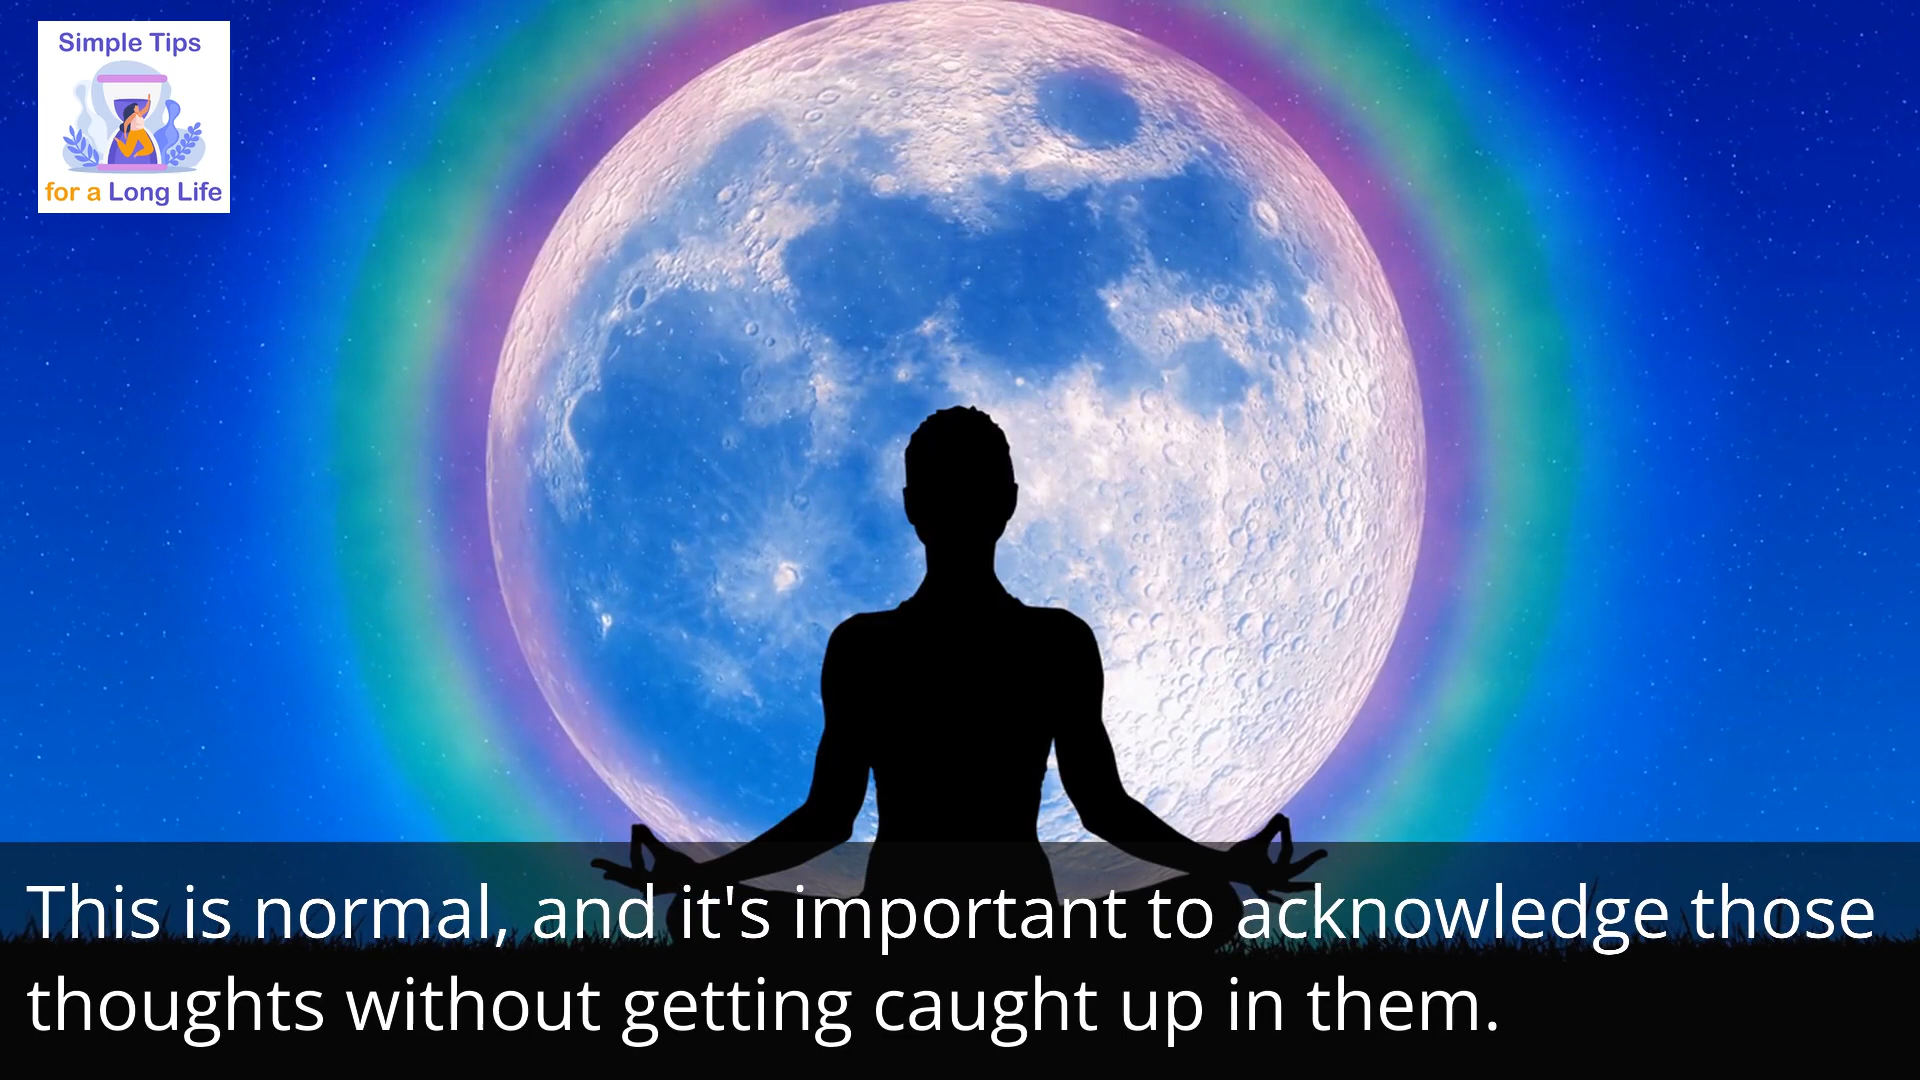 Simple Tips
for a Long Life
This is normal, and it's important to acknowledge those
thoughts without getting caught up in them.